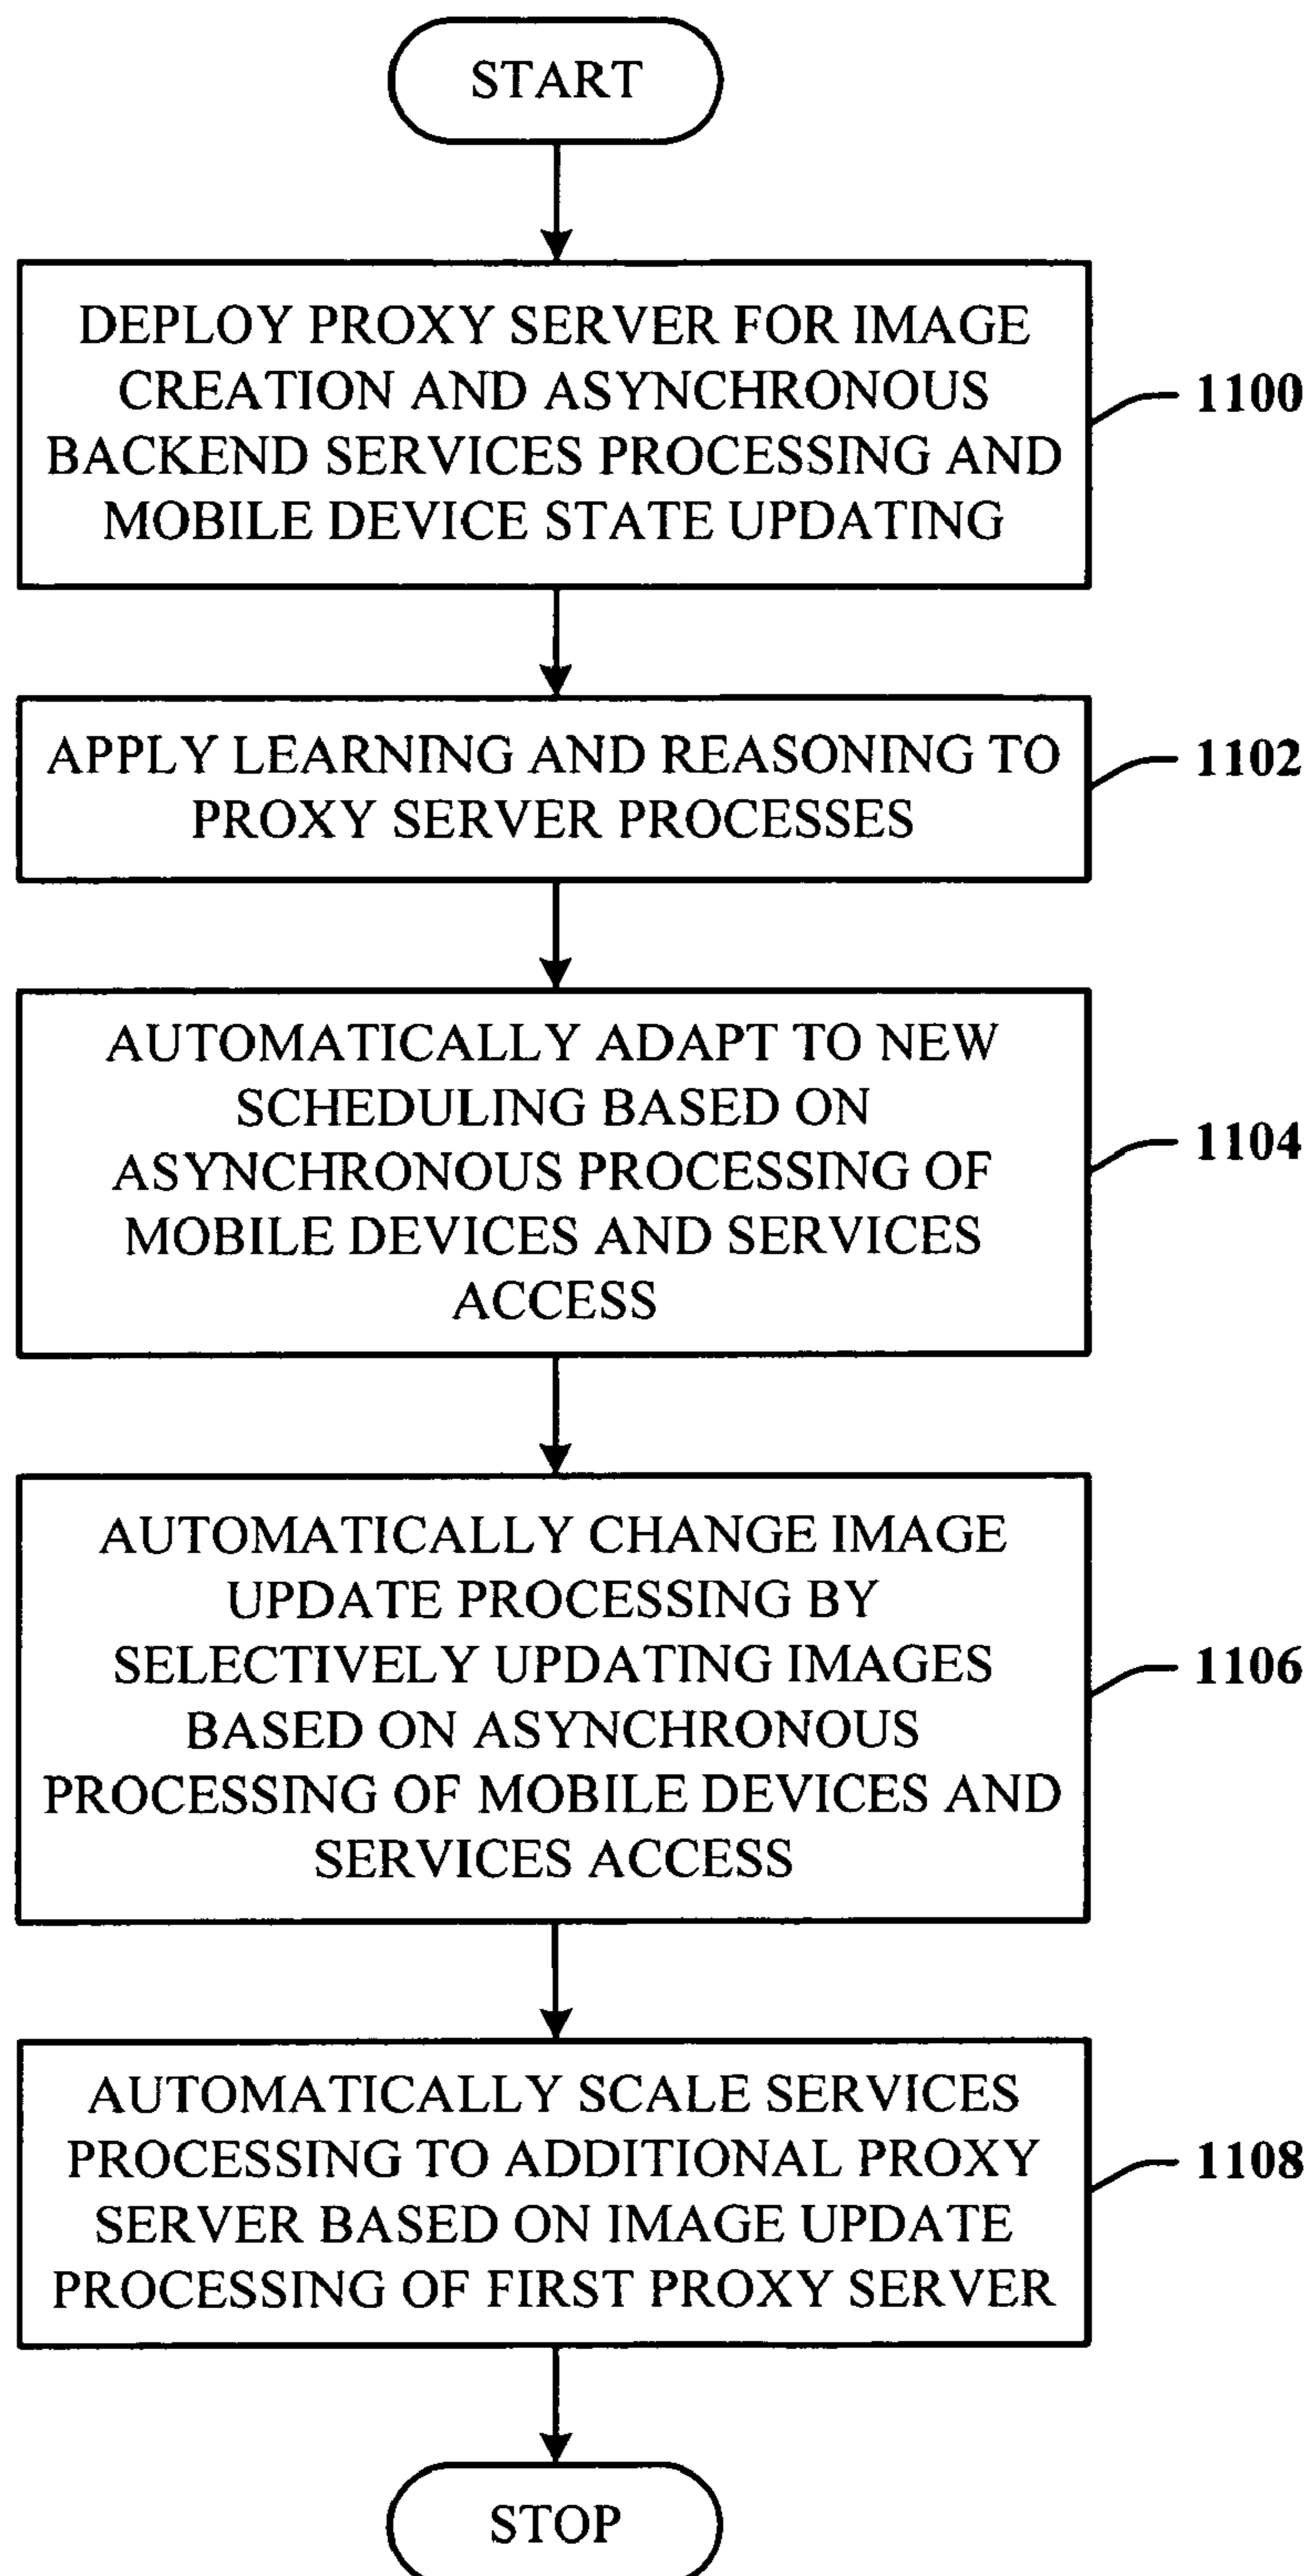 START
DEPLOY PROXY SERVER FOR IMAGE
CREATION AND ASYNCHRONOUS
BACKEND SERVICES PROCESSING AND
MOBILE DEVICE STATE UPDATING
1100
APPLY LEARNING AND REASONING TO
PROXY SERVER PROCESSES
1102
AUTOMATICALLY ADAPT TO NEW
SCHEDULING BASED ON
ASYNCHRONOUS PROCESSING OF
MOBILE DEVICES AND SERVICES
ACCESS
1104
AUTOMATICALLY CHANGE IMAGE
UPDATE PROCESSING BY
SELECTIVELY UPDATING IMAGES
BASED ON ASYNCHRONOUS
PROCESSING OF MOBILE DEVICES AND
SERVICES ACCESS
1106
AUTOMATICALLY SCALE SERVICES
PROCESSING TO ADDITIONAL PROXY
SERVER BASED ON IMAGE UPDATE
PROCESSING OF FIRST PROXY SERVER
1108
STOP